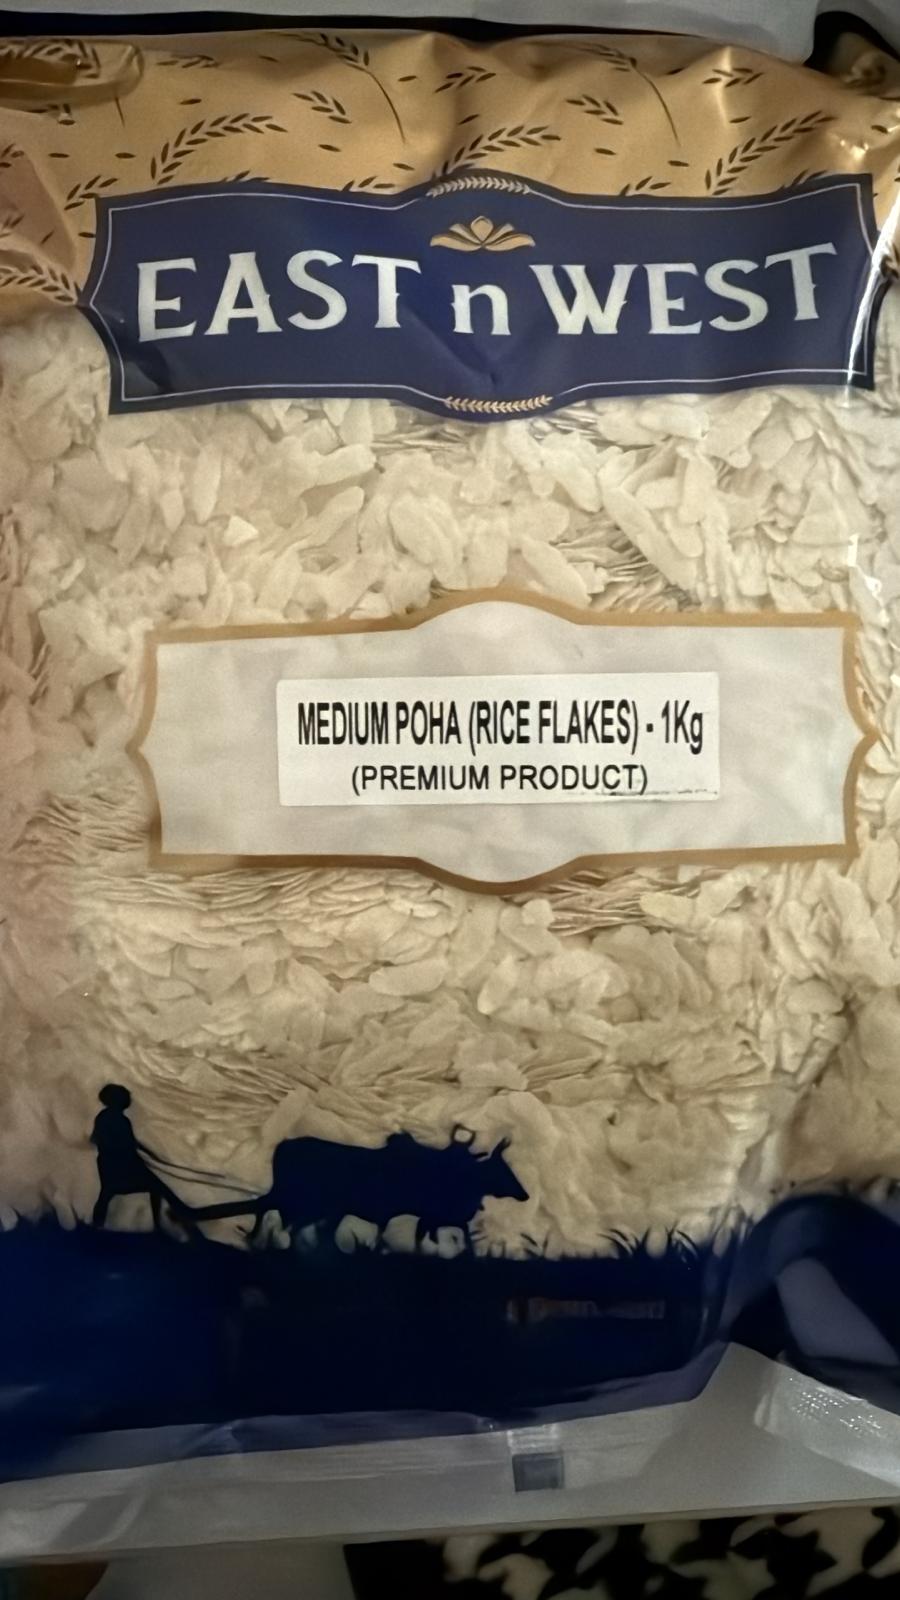 EAST n WEST
MEDIUM POHA (RICE FLAKES) - 1Kg
(PREMIUM PRODUCT)